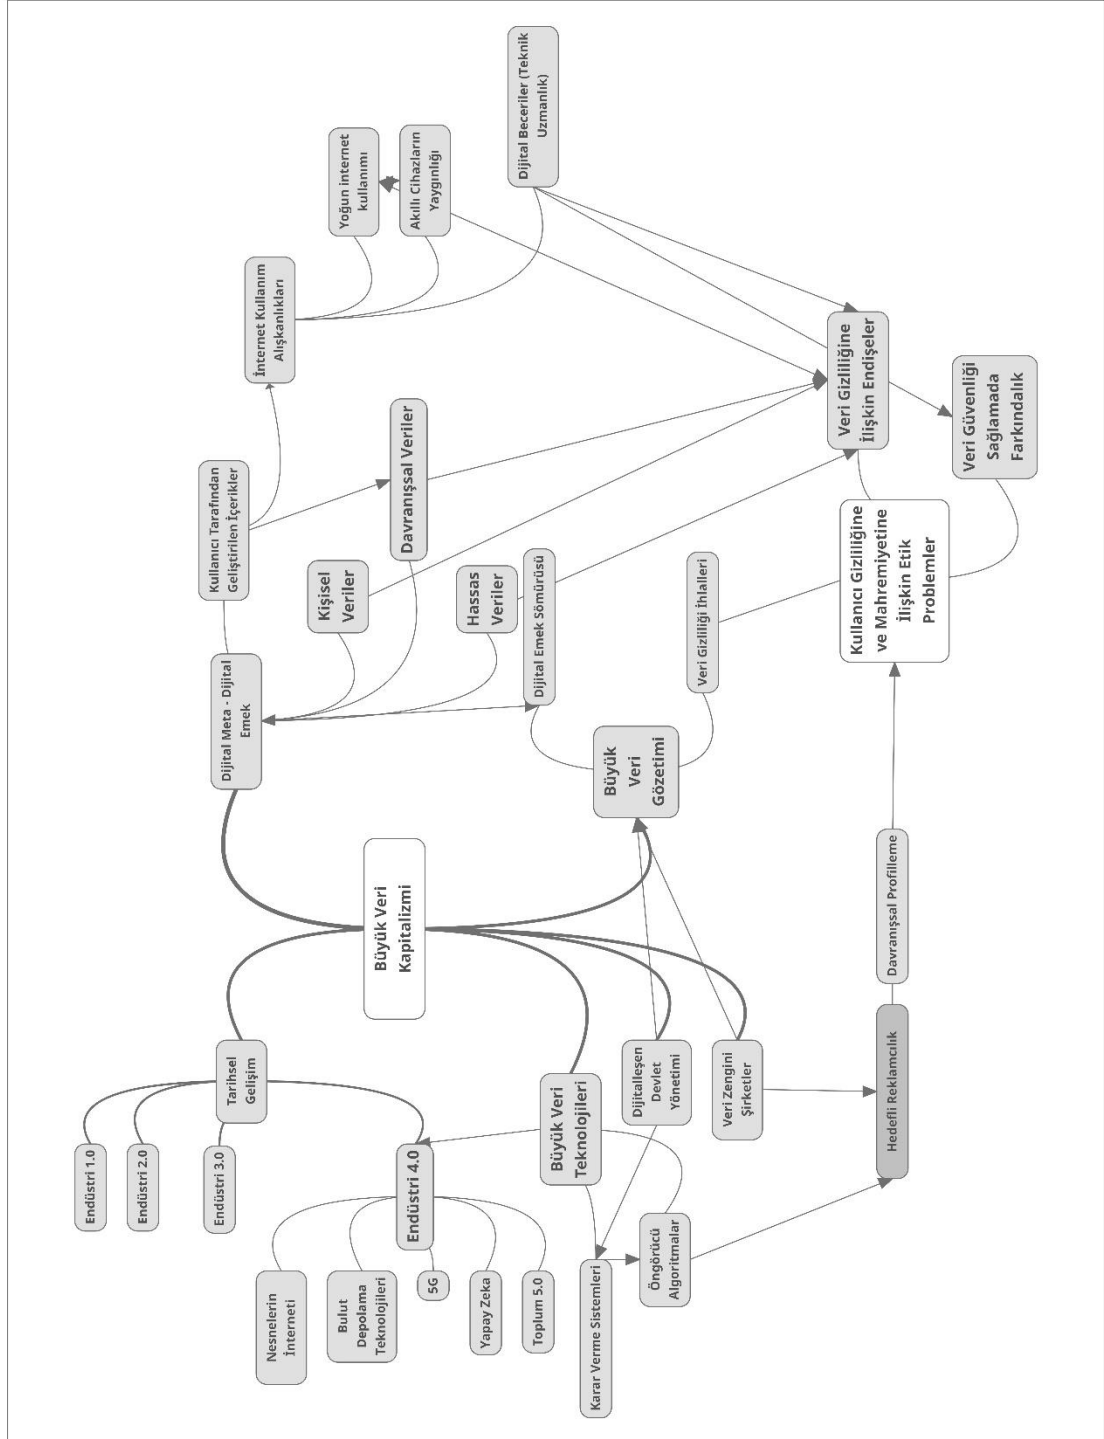 Dijital Beceriler (Teknik
Uzmanlık)
Yoğun internet
kullanımı
Akıllı Cihazların
Yaygınlığı
İnternet Kullanım
Alışkanlıkları
Veri Gizliliğine
İlişkin Endişeler
Veri Güvenliği
Sağlamada
Farkındalık
Kullanıcı Tarafından
Geliştirilen İçerikler
Davranışsal Veriler
Kişisel
Veriler
Hassas
Veriler
Dijital Emek Sömürüsü
Veri Gizliliği İhlalleri
Kullanıcı Gizliliğine
ve Mahremiyetine
İlişkin Etik
Problemler
Dijital Meta - Dijital
Emek
Büyük
Veri
Gözetimi
Büyük Veri
Kapitalizmi
Davranışsal Profilleme
Tarihsel
Gelişim
Büyük Veri
Teknolojileri
Dijitalleşen
Devlet
Yönetimi
Veri Zengini
Şirketler
Hedefli Reklamcılık
Endüstri 1.0
Endüstri 2.0
Endüstri 3.0
Endüstri 4.0
Nesnelerin
İnterneti
Bulut
Depolama
Teknolojileri
5G
Yapay Zeka
Toplum 5.0
Karar Verme Sistemleri
Öngörücü
Algoritmalar